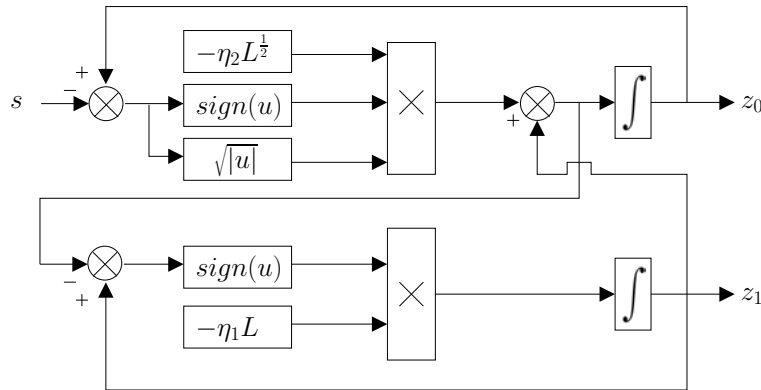 +
−η₂L^{1/2}
s
−
sign(u)
×
+
∫
z₀
√|u|
−
sign(u)
×
∫
z₁
+
−η₁L